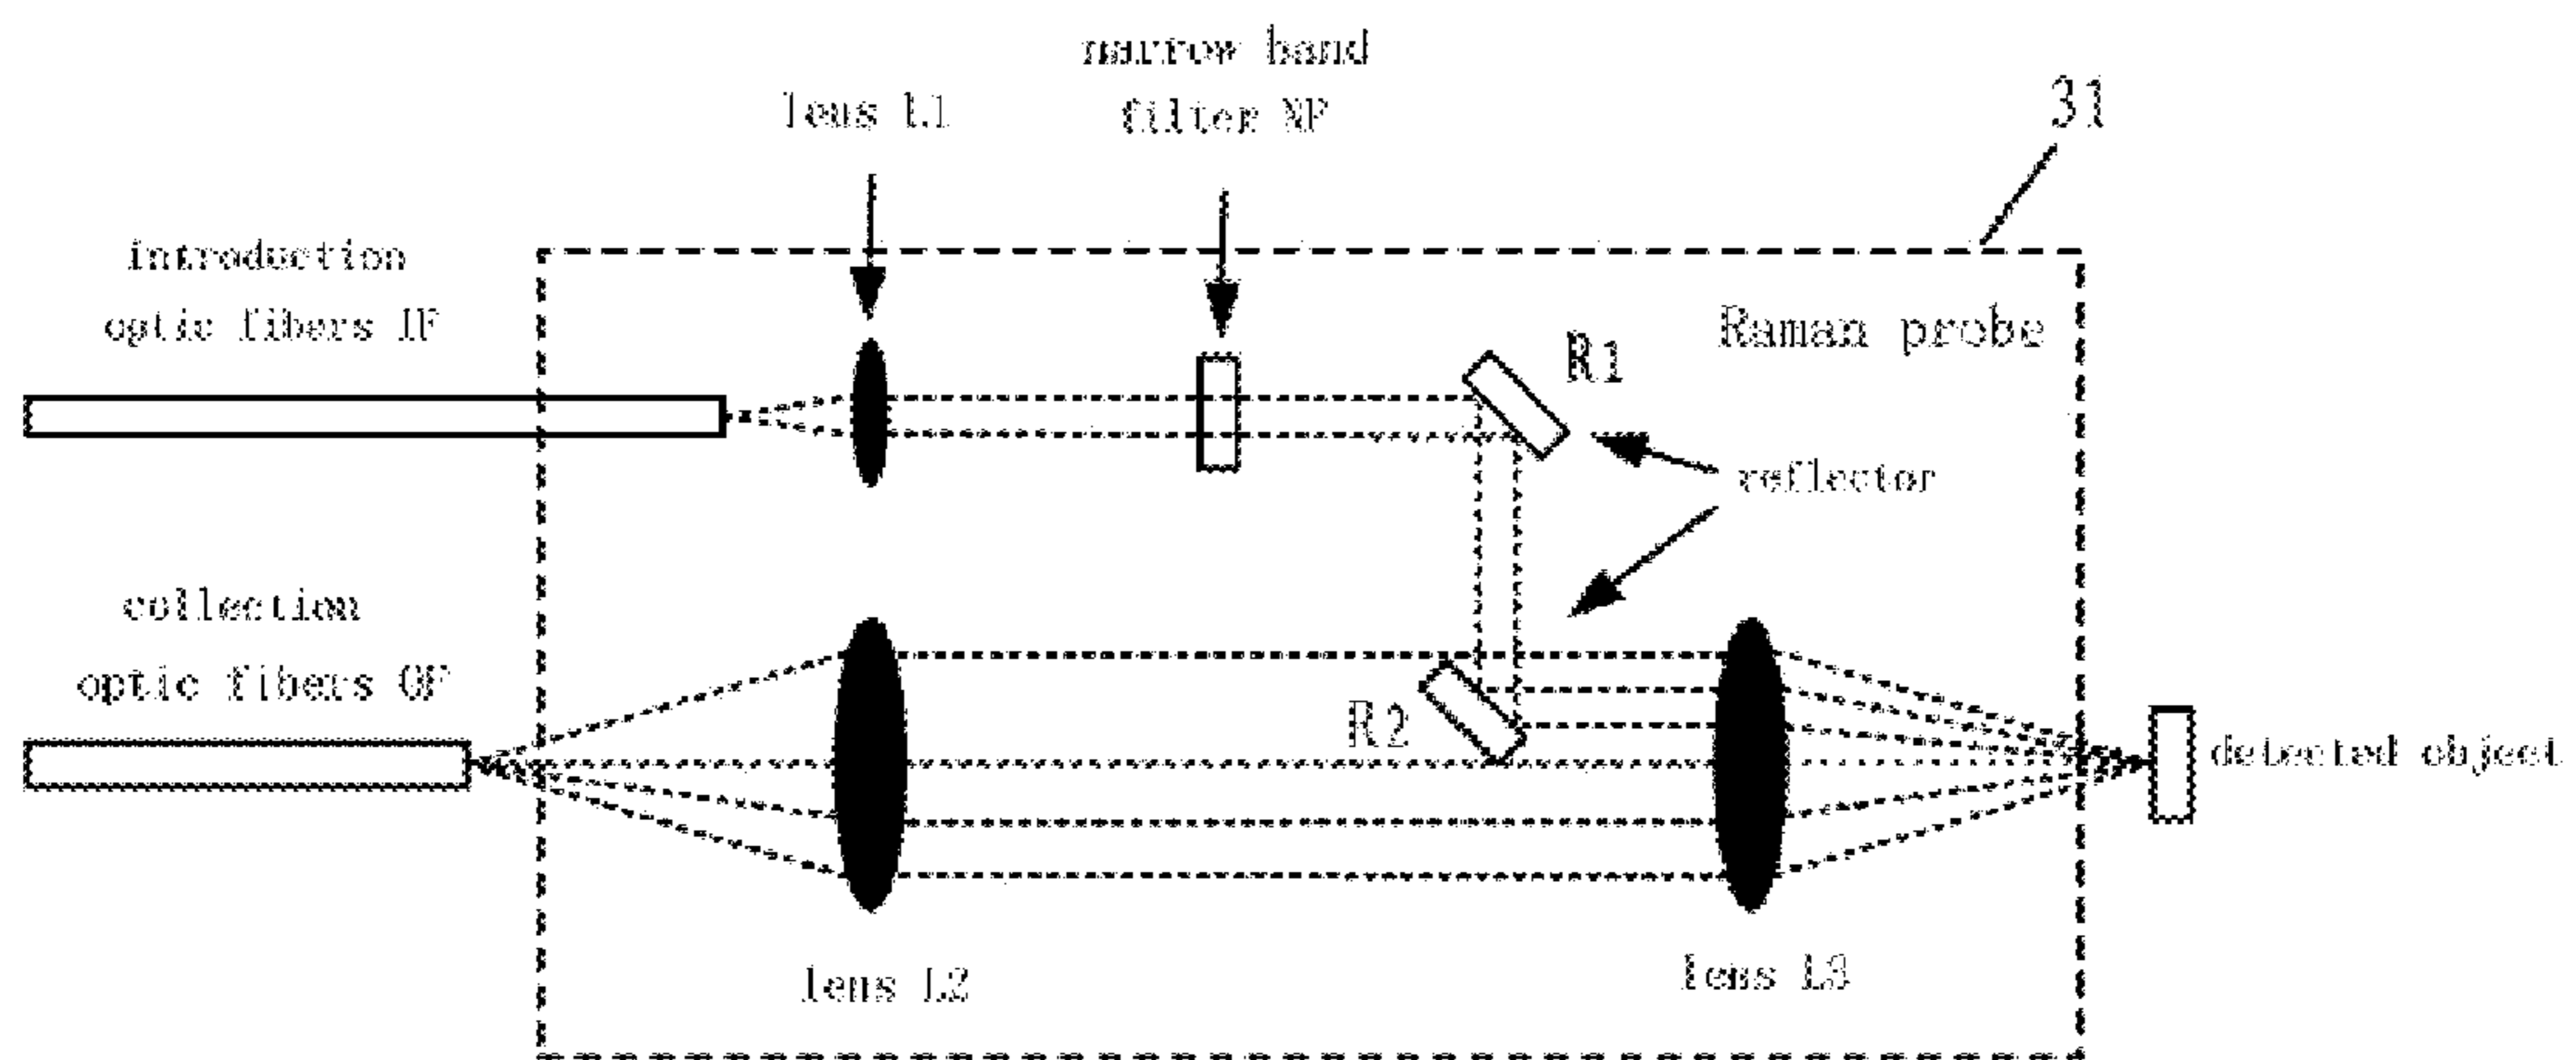 narrow band
filter NF
lens L1
31
introduction
optic fibers IF
Raman probe
R1
reflector
collection
optic fibers OF
R2
detected object
lens L2
lens L3